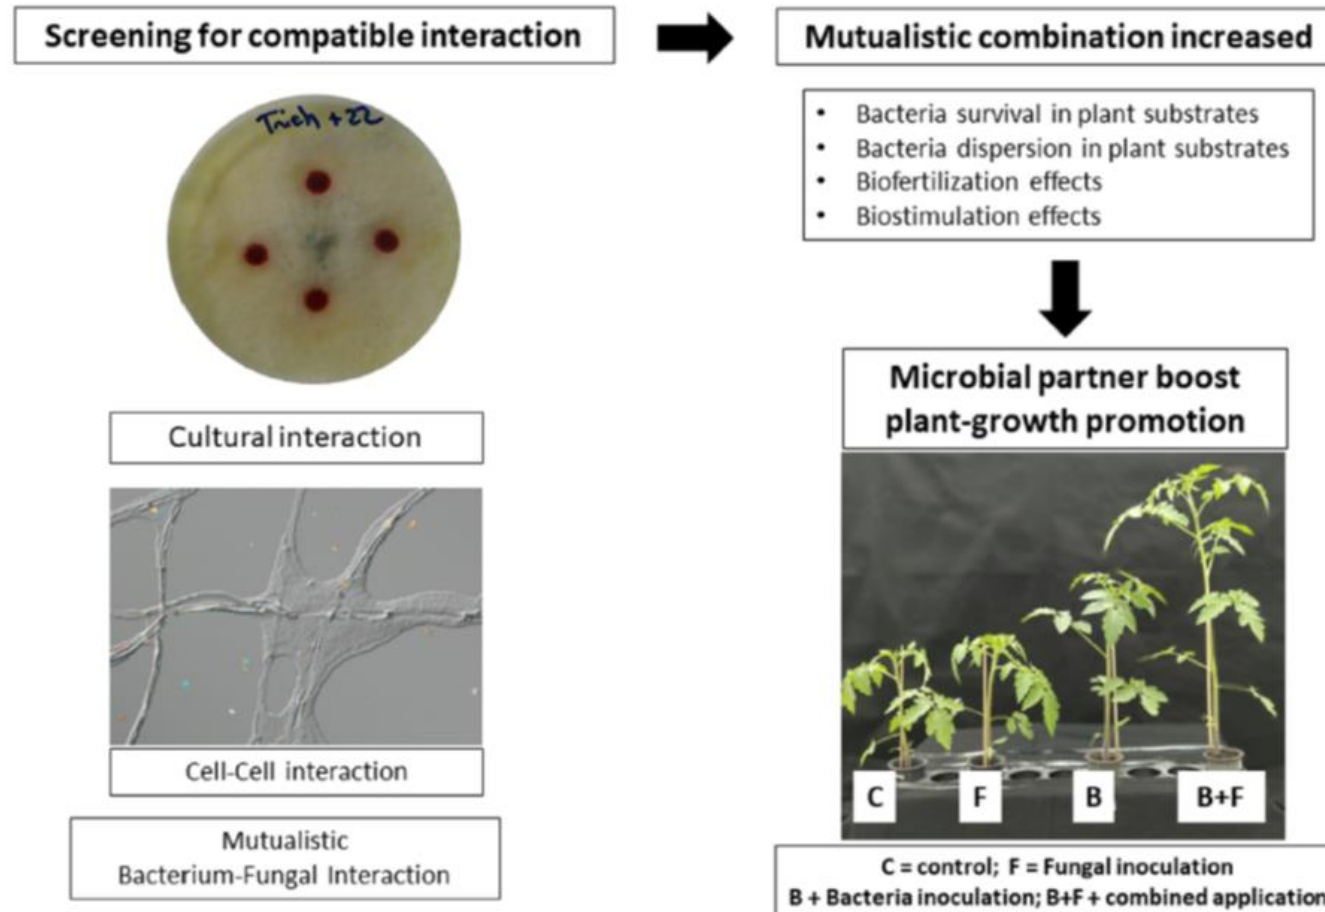 Screening for compatible interaction
Trich + 22
Cultural interaction
Cell-Cell interaction
Mutualistic
Bacterium-Fungal Interaction
Mutualistic combination increased
• Bacteria survival in plant substrates
• Bacteria dispersion in plant substrates
• Biofertilization effects
• Biostimulation effects
Microbial partner boost
plant-growth promotion
C
F
B
B+F
C = control; F = Fungal inoculation
B + Bacteria inoculation; B+F + combined application